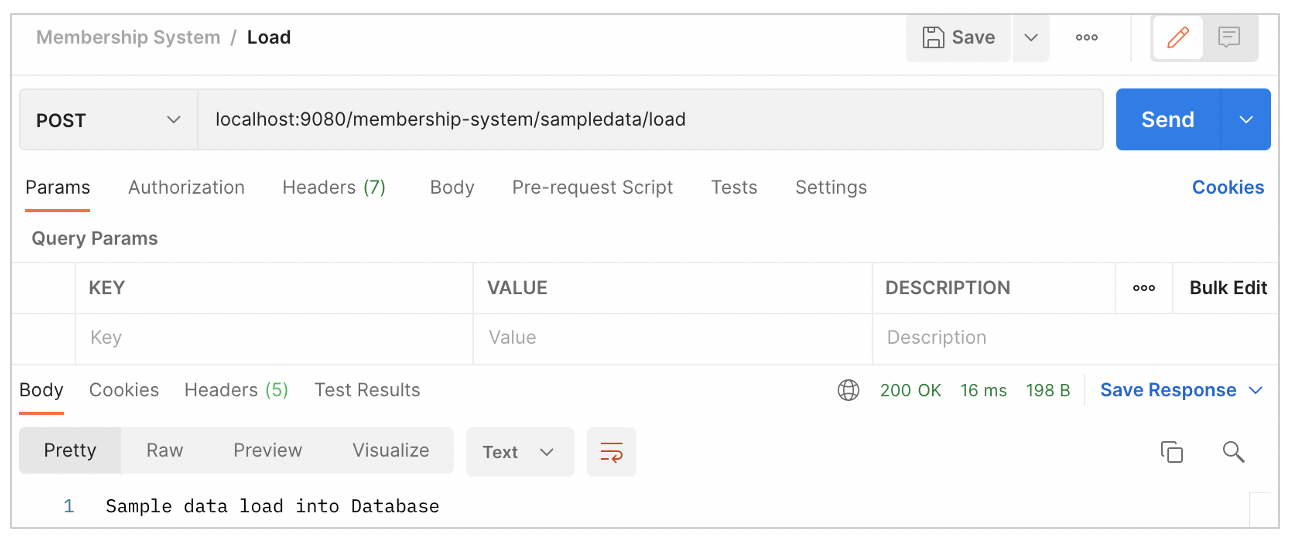 Membership System / Load Save ooo
POST localhost:9080/membership-system/sampledata/load Send
Params Authorization Headers (7) Body Pre-request Script Tests Settings Cookies
Query Params
KEY VALUE DESCRIPTION ooo Bulk Edit
Key Value Description
Body Cookies Headers (5) Test Results 200 OK 16 ms 198 B Save Response
Pretty Raw Preview Visualize Text
1 Sample data load into Database